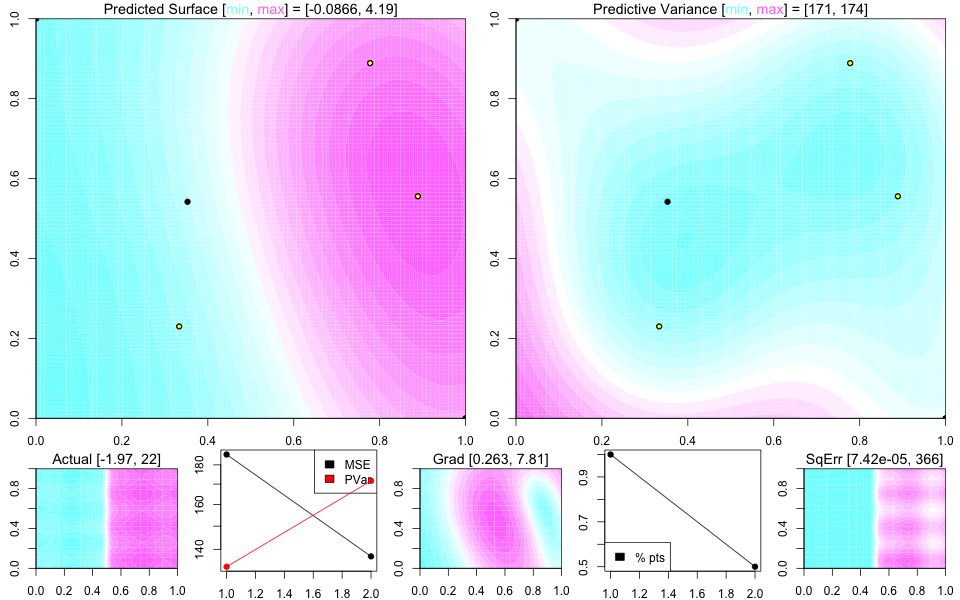 Predicted Surface [min, max] = [-0.0866, 4.19]
Predictive Variance [min, max] = [171, 174]
1.0
0.8
0.6
0.4
0.2
0.0
0.0 0.2 0.4 0.6 0.8 1.0
1.0
0.8
0.6
0.4
0.2
0.0
0.0 0.2 0.4 0.6 0.8 1.0
Actual [-1.97, 22]
0.8
0.4
0.0
0.0 0.2 0.4 0.6 0.8 1.0
MSE
PVar
180
160
140
1.0 1.2 1.4 1.6 1.8 2.0
Grad [0.263, 7.81]
0.8
0.4
0.0
0.0 0.2 0.4 0.6 0.8 1.0
% pts
0.9
0.7
0.5
1.0 1.2 1.4 1.6 1.8 2.0
SqErr [7.42e-05, 366]
0.8
0.4
0.0
0.0 0.2 0.4 0.6 0.8 1.0